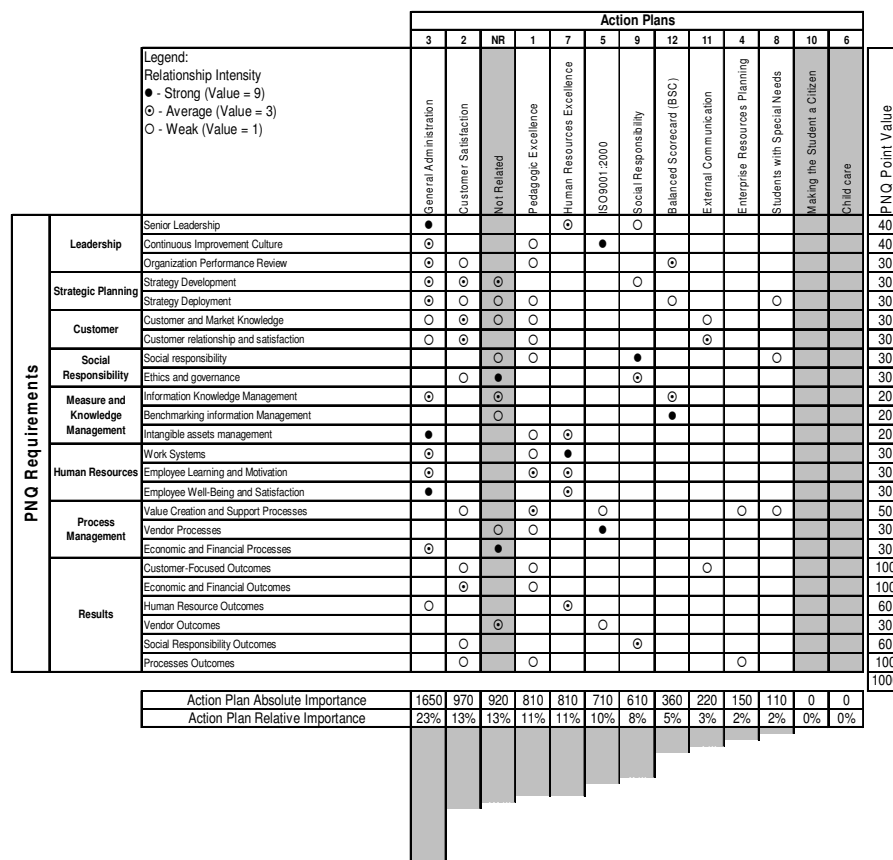 Action Plans
3 2 NR 1 7 5 9 12 11 4 8 10 6
Legend:
Relationship Intensity
● - Strong (Value = 9)
⊙ - Average (Value = 3)
○ - Weak (Value = 1)
General Administration
Customer Satisfaction
Not Related
Pedagogic Excellence
Human Resources Excellence
ISO9001:2000
Social Responsibility
Balanced Scorecard (BSC)
External Communication
Enterprise Resources Planning
Students with Special Needs
Making the Student a Citizen
Child care
PNQ Point Value
PNQ Requirements
Leadership
Senior Leadership ● ⊙ ○ 40
Continuous Improvement Culture ⊙ ○ ● 40
Organization Performance Review ⊙ ○ ○ ⊙ 30
Strategic Planning
Strategy Development ⊙ ⊙ ⊙ ○ 30
Strategy Deployment ⊙ ○ ○ ○ ○ ○ 30
Customer
Customer and Market Knowledge ○ ⊙ ○ ○ ○ 30
Customer relationship and satisfaction ○ ⊙ ○ ⊙ 30
Social
Responsibility
Social responsibility ○ ○ ● ○ 30
Ethics and governance ○ ● ⊙ 30
Measure and
Knowledge
Management
Information Knowledge Management ⊙ ⊙ ⊙ 20
Benchmarking information Management ○ ● 20
Intangible assets management ● ○ ⊙ 20
Human Resources
Work Systems ⊙ ○ ● 30
Employee Learning and Motivation ⊙ ⊙ ⊙ 30
Employee Well-Being and Satisfaction ● ⊙ 30
Process
Management
Value Creation and Support Processes ○ ⊙ ○ ○ ○ 50
Vendor Processes ○ ○ ● 30
Economic and Financial Processes ⊙ ● 30
Results
Customer-Focused Outcomes ○ ○ ○ 100
Economic and Financial Outcomes ⊙ ○ 100
Human Resource Outcomes ○ ⊙ 60
Vendor Outcomes ⊙ ○ 30
Social Responsibility Outcomes ○ ⊙ 60
Processes Outcomes ○ ○ ○ 100
Action Plan Absolute Importance 1650 970 920 810 810 710 610 360 220 150 110 0 0
Action Plan Relative Importance 23% 13% 13% 11% 11% 10% 8% 5% 3% 2% 2% 0% 0%